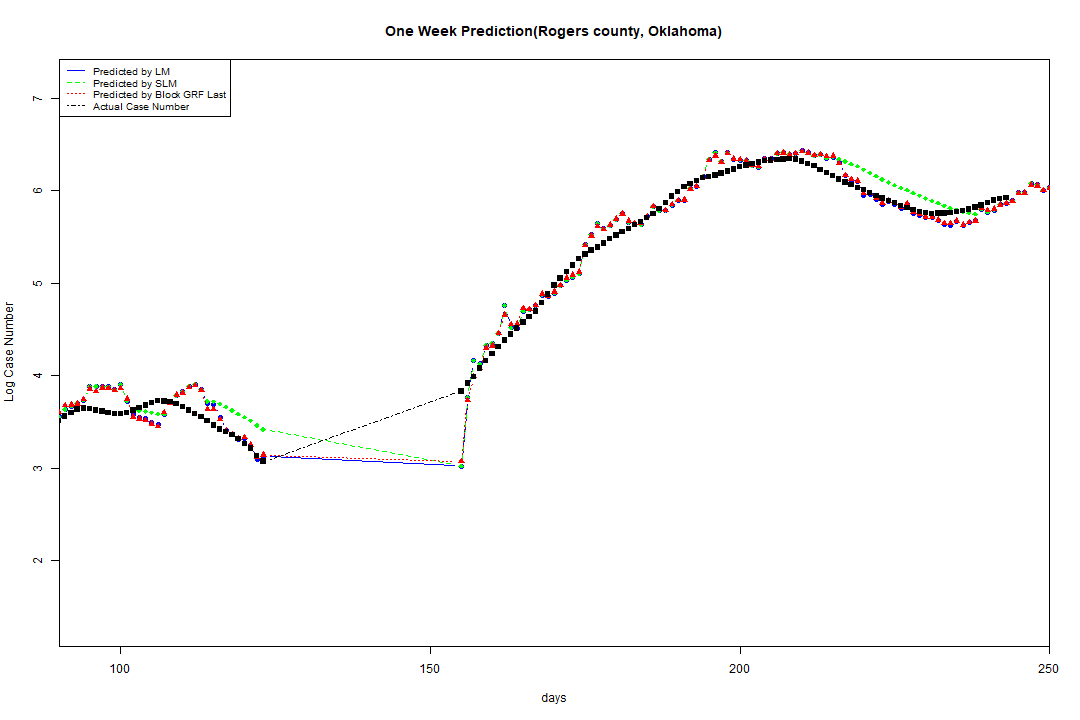 One Week Prediction(Rogers county, Oklahoma)
Predicted by LM
Predicted by SLM
Predicted by Block GRF Last
Actual Case Number
7
6
5
4
3
2
Log Case Number
100
150
200
250
days